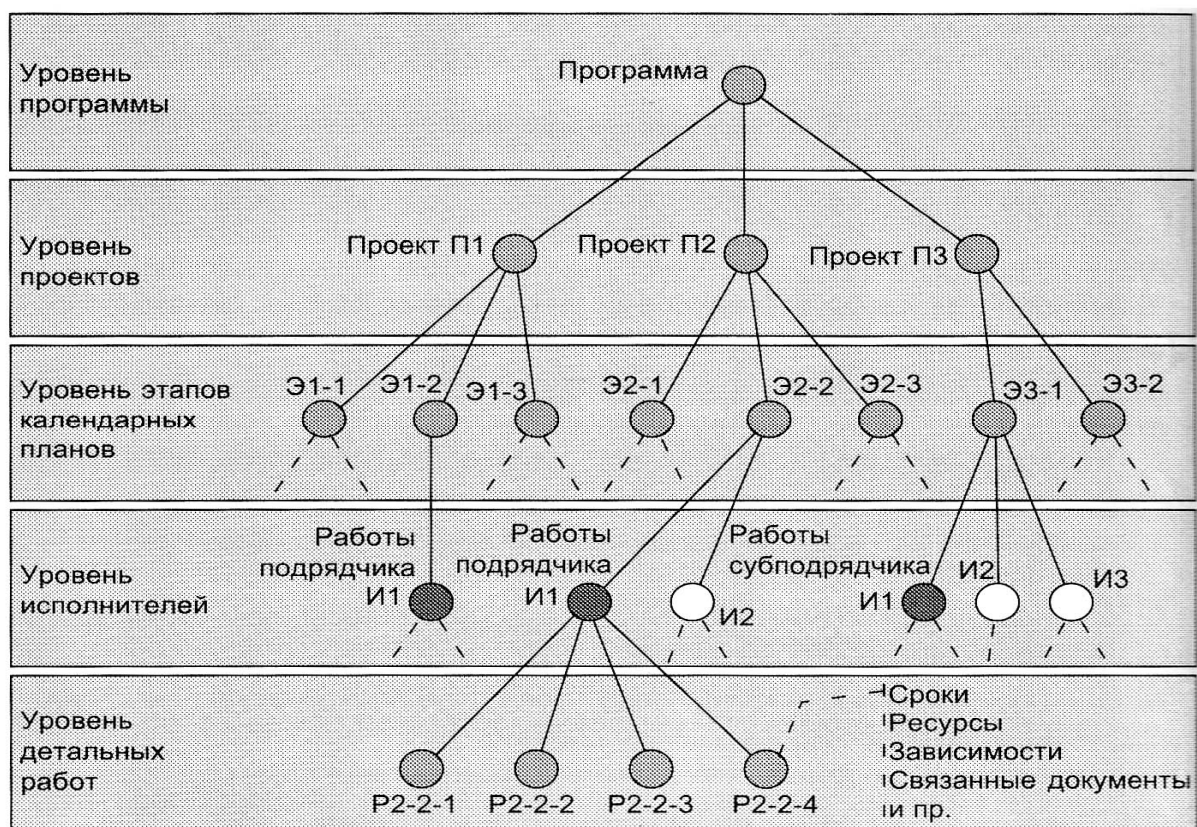 Уровень
программы
Программа
Уровень
проектов
Проект П1
Проект П2
Проект П3
Уровень этапов
календарных
планов
Э1-1
Э1-2
Э1-3
Э2-1
Э2-2
Э2-3
Э3-1
Э3-2
Уровень
исполнителей
Работы
подрядчика
И1
Работы
подрядчика
И1
И2
Работы
субподрядчика
И1
И2
И3
Уровень
детальных
работ
Р2-2-1
Р2-2-2
Р2-2-3
Р2-2-4
Сроки
Ресурсы
Зависимости
Связанные документы
и пр.